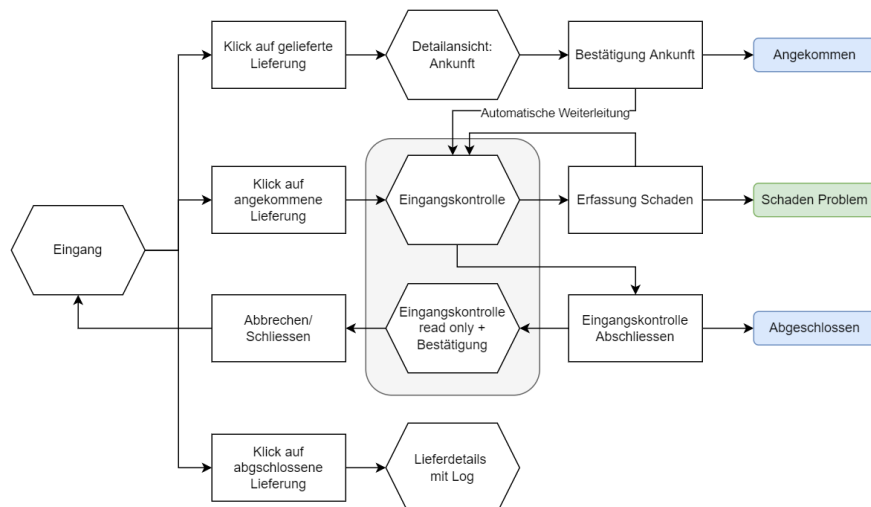 Klick auf gelieferte
Lieferung
Detailansicht:
Ankunft
Bestätigung Ankunft
Angekommen
Automatische Weiterleitung
Klick auf
angekommene
Lieferung
Eingangskontrolle
Erfassung Schaden
Schaden Problem
Eingang
Abbrechen/
Schliessen
Eingangskontrolle
read only +
Bestätigung
Eingangskontrolle
Abschliessen
Abgeschlossen
Klick auf
abgschlossene
Lieferung
Lieferdetails
mit Log